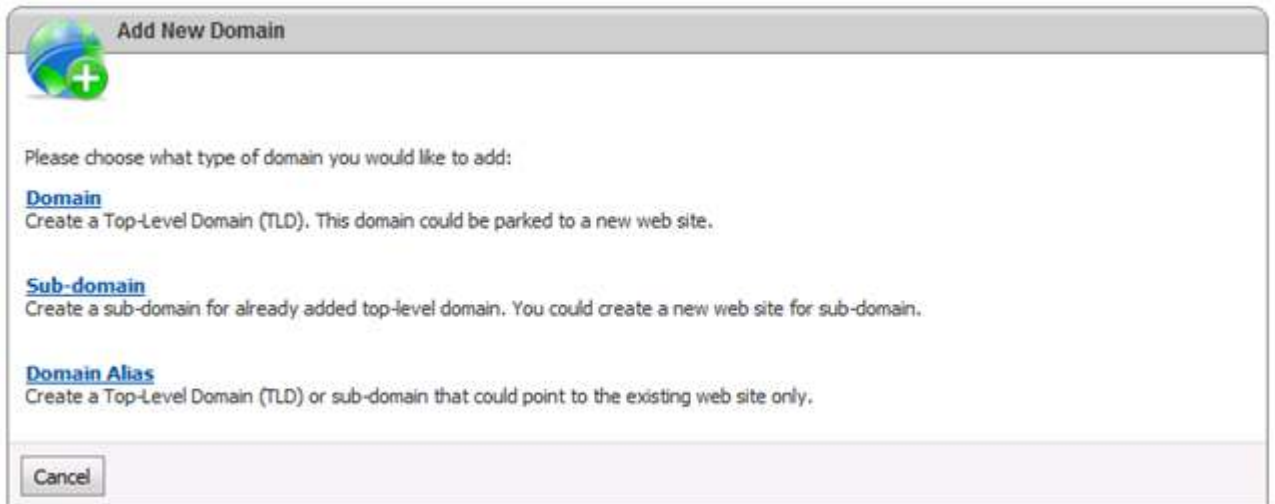 Add New Domain
Please choose what type of domain you would like to add:
Domain
Create a Top-Level Domain (TLD). This domain could be parked to a new web site.
Sub-domain
Create a sub-domain for already added top-level domain. You could create a new web site for sub-domain.
Domain Alias
Create a Top-Level Domain (TLD) or sub-domain that could point to the existing web site only.
Cancel